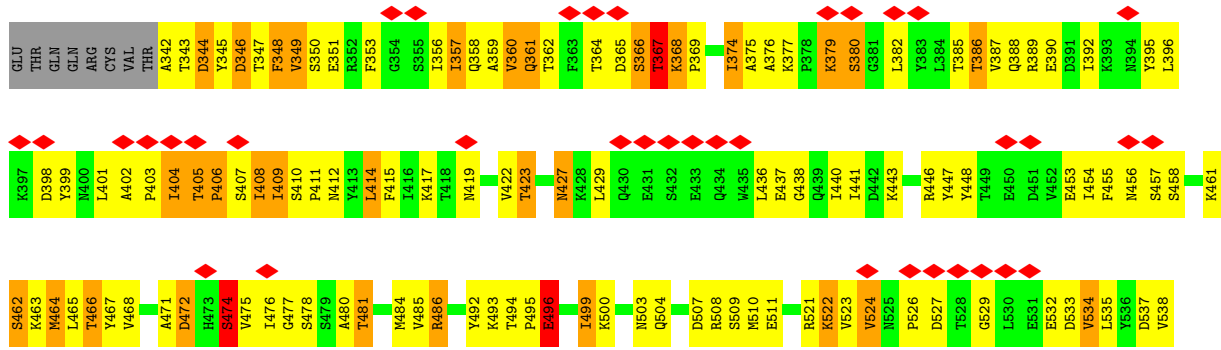 GLU THR GLN GLN ARG CYS VAL THR A342 T343 D344 Y345 D346 T347 F348 V349 S350 E351 R352 F353 G354 S355 I356 I357 Q358 A359 V360 Q361 T362 F363 T364 D365 S366 T367 K368 P369 I374 A375 A376 K377 P378 K379 S380 G381 L382 Y383 L384 T385 T386 V387 Q388 R389 E390 D391 I392 K393 N394 Y395 L396
K397 D398 Y399 N400 L401 A402 P403 I404 T405 P406 S407 I408 I409 S410 P411 N412 Y413 L414 F415 I416 K417 T418 N419 V422 T423 N427 K428 L429 Q430 E431 S432 E433 Q434 W435 L436 E437 G438 Q439 I440 I441 D442 K443 R446 Y447 Y448 T449 E450 D451 V452 E453 I454 F455 N456 S457 S458 K461
S462 K463 M464 L465 T466 Y467 V468 A471 D472 H473 S474 V475 I476 G477 S478 S479 A480 T481 M484 V485 R486 Y492 K493 T494 P495 E496 I499 K500 N503 Q504 D507 R508 S509 M510 E511 R521 K522 V523 V524 N525 P526 D527 T528 G529 L530 E531 E532 D533 V534 L535 Y536 D537 V538